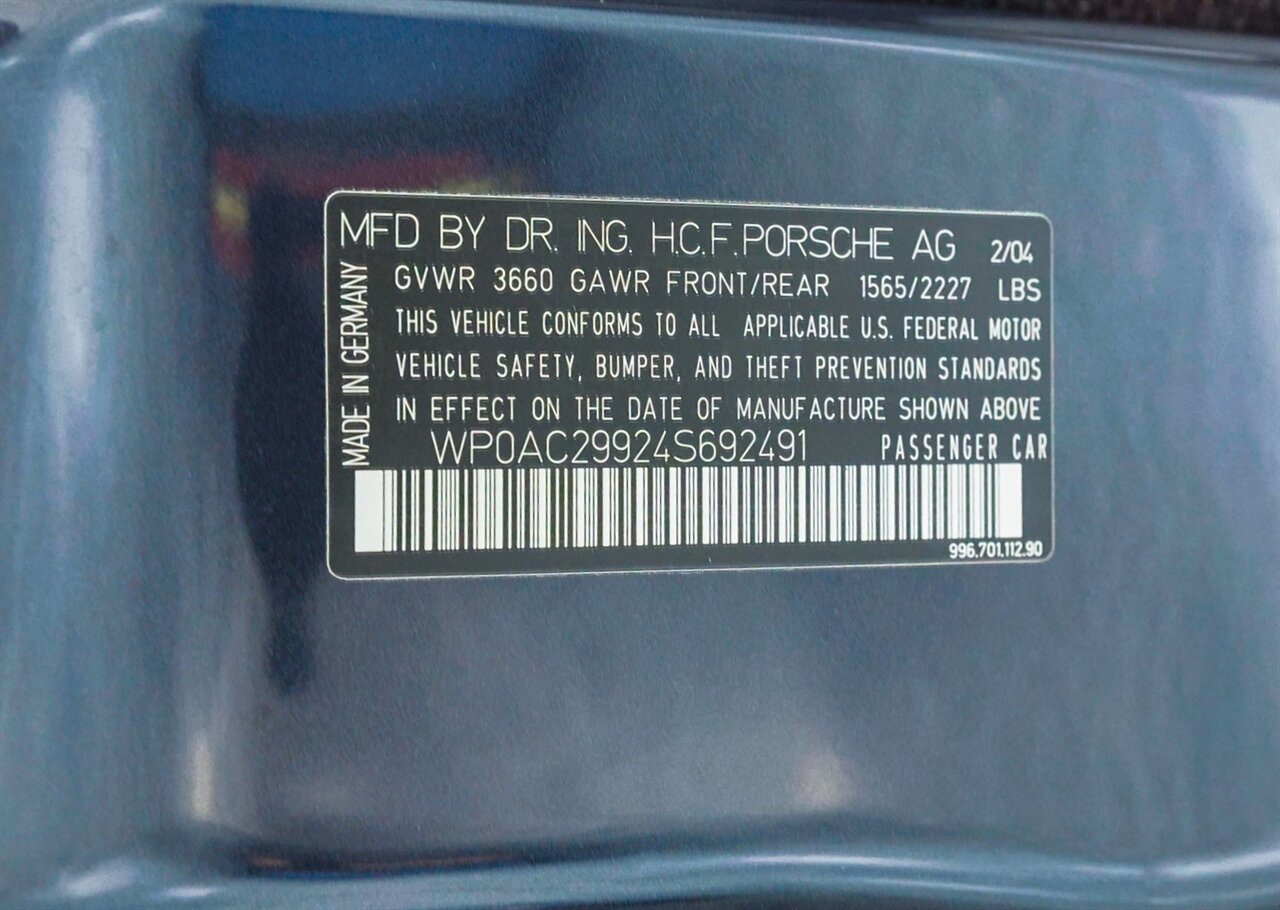 MFD BY DR. ING. H.C.F.PORSCHE AG 2/04
GVWR 3660 GAWR FRONT/REAR 1565/2227 LBS
THIS VEHICLE CONFORMS TO ALL APPLICABLE U.S. FEDERAL MOTOR
VEHICLE SAFETY, BUMPER, AND THEFT PREVENTION STANDARDS
IN EFFECT ON THE DATE OF MANUFACTURE SHOWN ABOVE
WP0AC29924S692491 PASSENGER CAR
996.701.112.90
MADE IN GERMANY